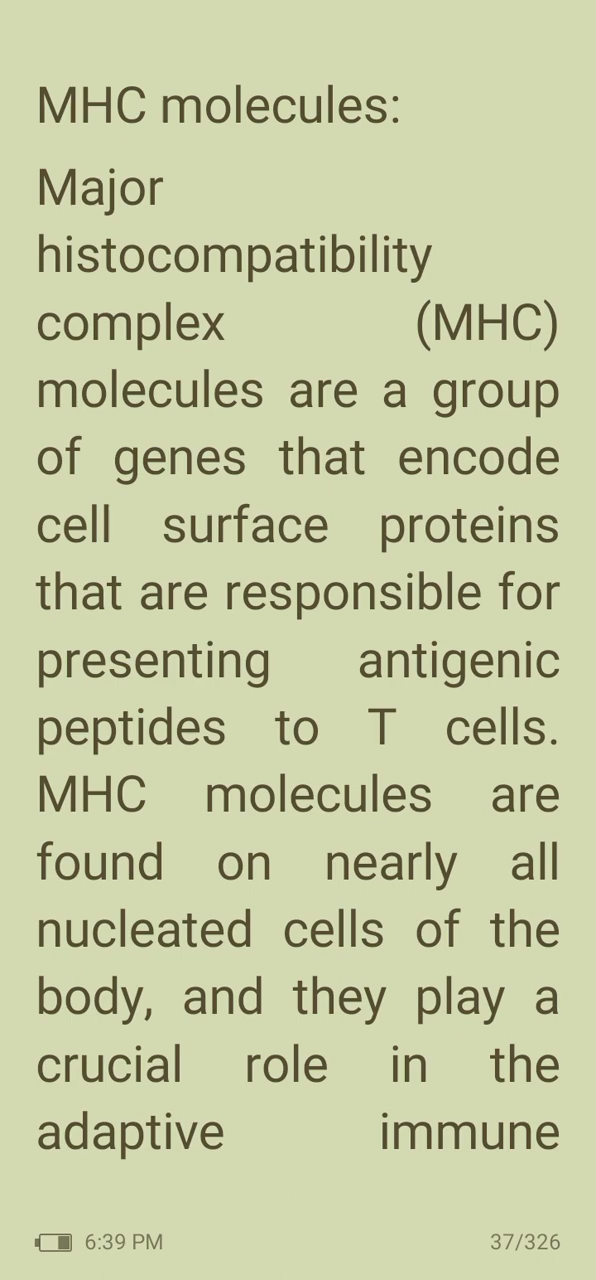 MHC molecules:
Major
histocompatibility
complex (MHC)
molecules are a group
of genes that encode
cell surface proteins
that are responsible for
presenting antigenic
peptides to T cells.
MHC molecules are
found on nearly all
nucleated cells of the
body, and they play a
crucial role in the
adaptive immune
6:39 PM 37/326